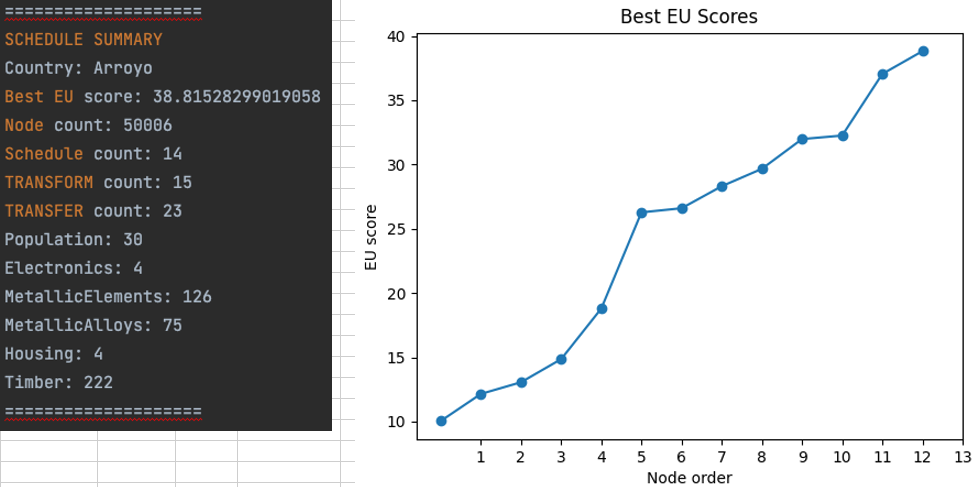 ====================
SCHEDULE SUMMARY
Country: Arroyo
Best EU score: 38.81528299019058
Node count: 50006
Schedule count: 14
TRANSFORM count: 15
TRANSFER count: 23
Population: 30
Electronics: 4
MetallicElements: 126
MetallicAlloys: 75
Housing: 4
Timber: 222
====================
Best EU Scores
EU score
40
35
30
25
20
15
10
1 2 3 4 5 6 7 8 9 10 11 12 13
Node order